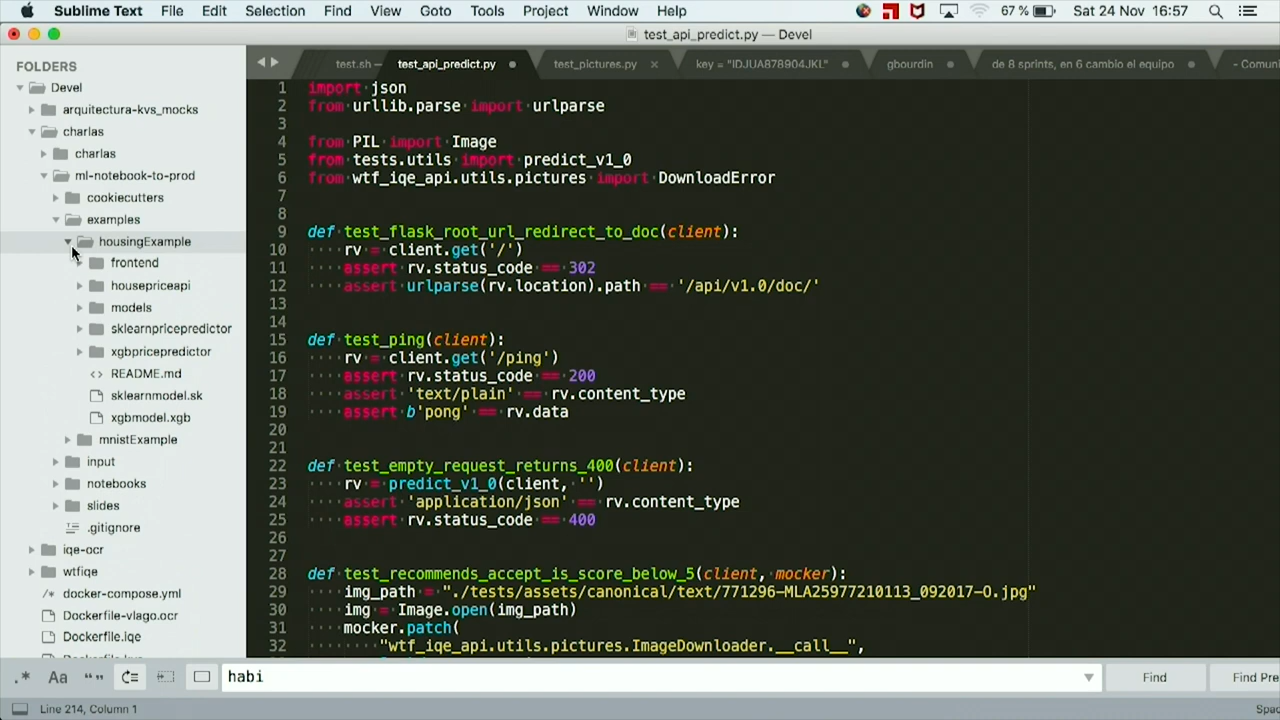 Sublime Text File Edit Selection Find View Goto Tools Project Window Help 67 % Sat 24 Nov 16:57
test_api_predict.py — Devel
FOLDERS
Devel
arquitectura-kvs_mocks
charlas
charlas
ml-notebook-to-prod
cookiecutters
examples
housingExample
frontend
housepriceapi
models
sklearnpricepredictor
xgbpricepredictor
README.md
sklearnmodel.sk
xgbmodel.xgb
mnistExample
input
notebooks
slides
.gitignore
iqe-ocr
wtfiqe
docker-compose.yml
Dockerfile-vlago.ocr
Dockerfile.iqe
test.sh — test_api_predict.py test_pictures.py key = "IDJUA878904JKL" gbourdin de 8 sprints, en 6 cambio el equipo - Comuni
1 import json
2 from urllib.parse import urlparse
3
4 from PIL import Image
5 from tests.utils import predict_v1_0
6 from wtf_iqe_api.utils.pictures import DownloadError
7
8
9 def test_flask_root_url_redirect_to_doc(client):
10 rv = client.get('/')
11 assert rv.status_code == 302
12 assert urlparse(rv.location).path == '/api/v1.0/doc/'
13
14
15 def test_ping(client):
16 rv = client.get('/ping')
17 assert rv.status_code == 200
18 assert 'text/plain' == rv.content_type
19 assert b'pong' == rv.data
20
21
22 def test_empty_request_returns_400(client):
23 rv = predict_v1_0(client, '')
24 assert 'application/json' == rv.content_type
25 assert rv.status_code == 400
26
27
28 def test_recommends_accept_is_score_below_5(client, mocker):
29 img_path = "./tests/assets/canonical/text/771296-MLA25977210113_092017-O.jpg"
30 img = Image.open(img_path)
31 mocker.patch(
32 "wtf_iqe_api.utils.pictures.ImageDownloader.__call__",
.* Aa “” habi Find Find Pre
Line 214, Column 1 Spac